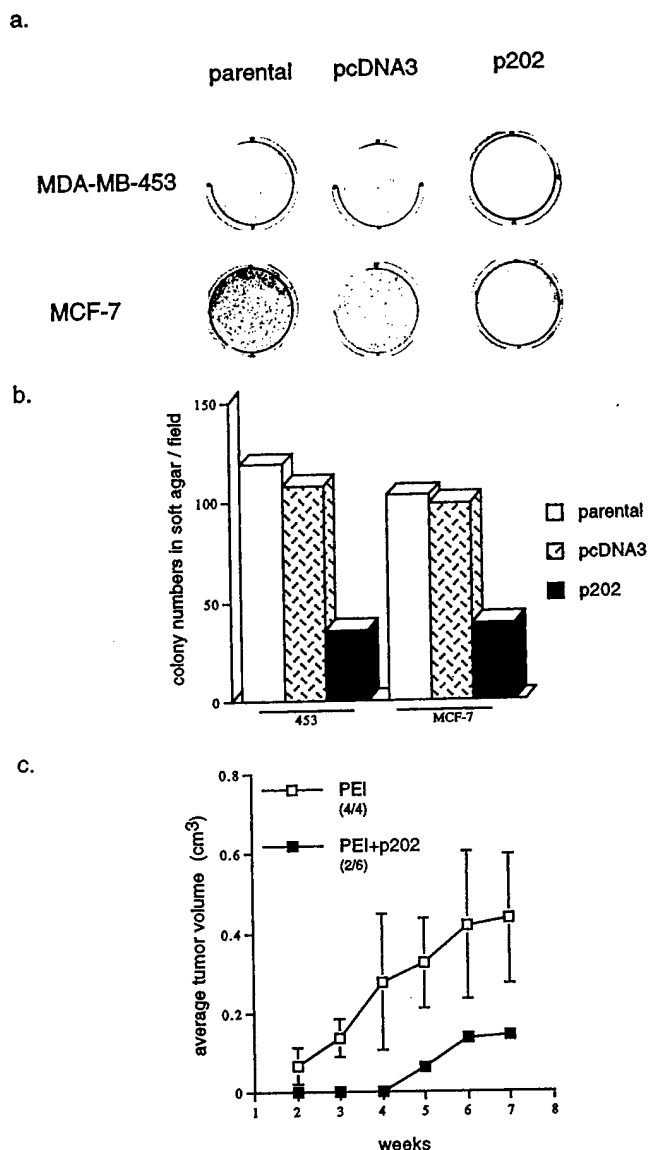 a.
parental pcDNA3 p202
MDA-MB-453
MCF-7
b.
colony numbers in soft agar / field
150
100
50
0
453 MCF-7
parental
pcDNA3
p202
c.
average tumor volume (cm3)
0.8
0.6
0.4
0.2
0
PEI
(4/4)
PEI+p202
(2/6)
1 2 3 4 5 6 7 8
weeks